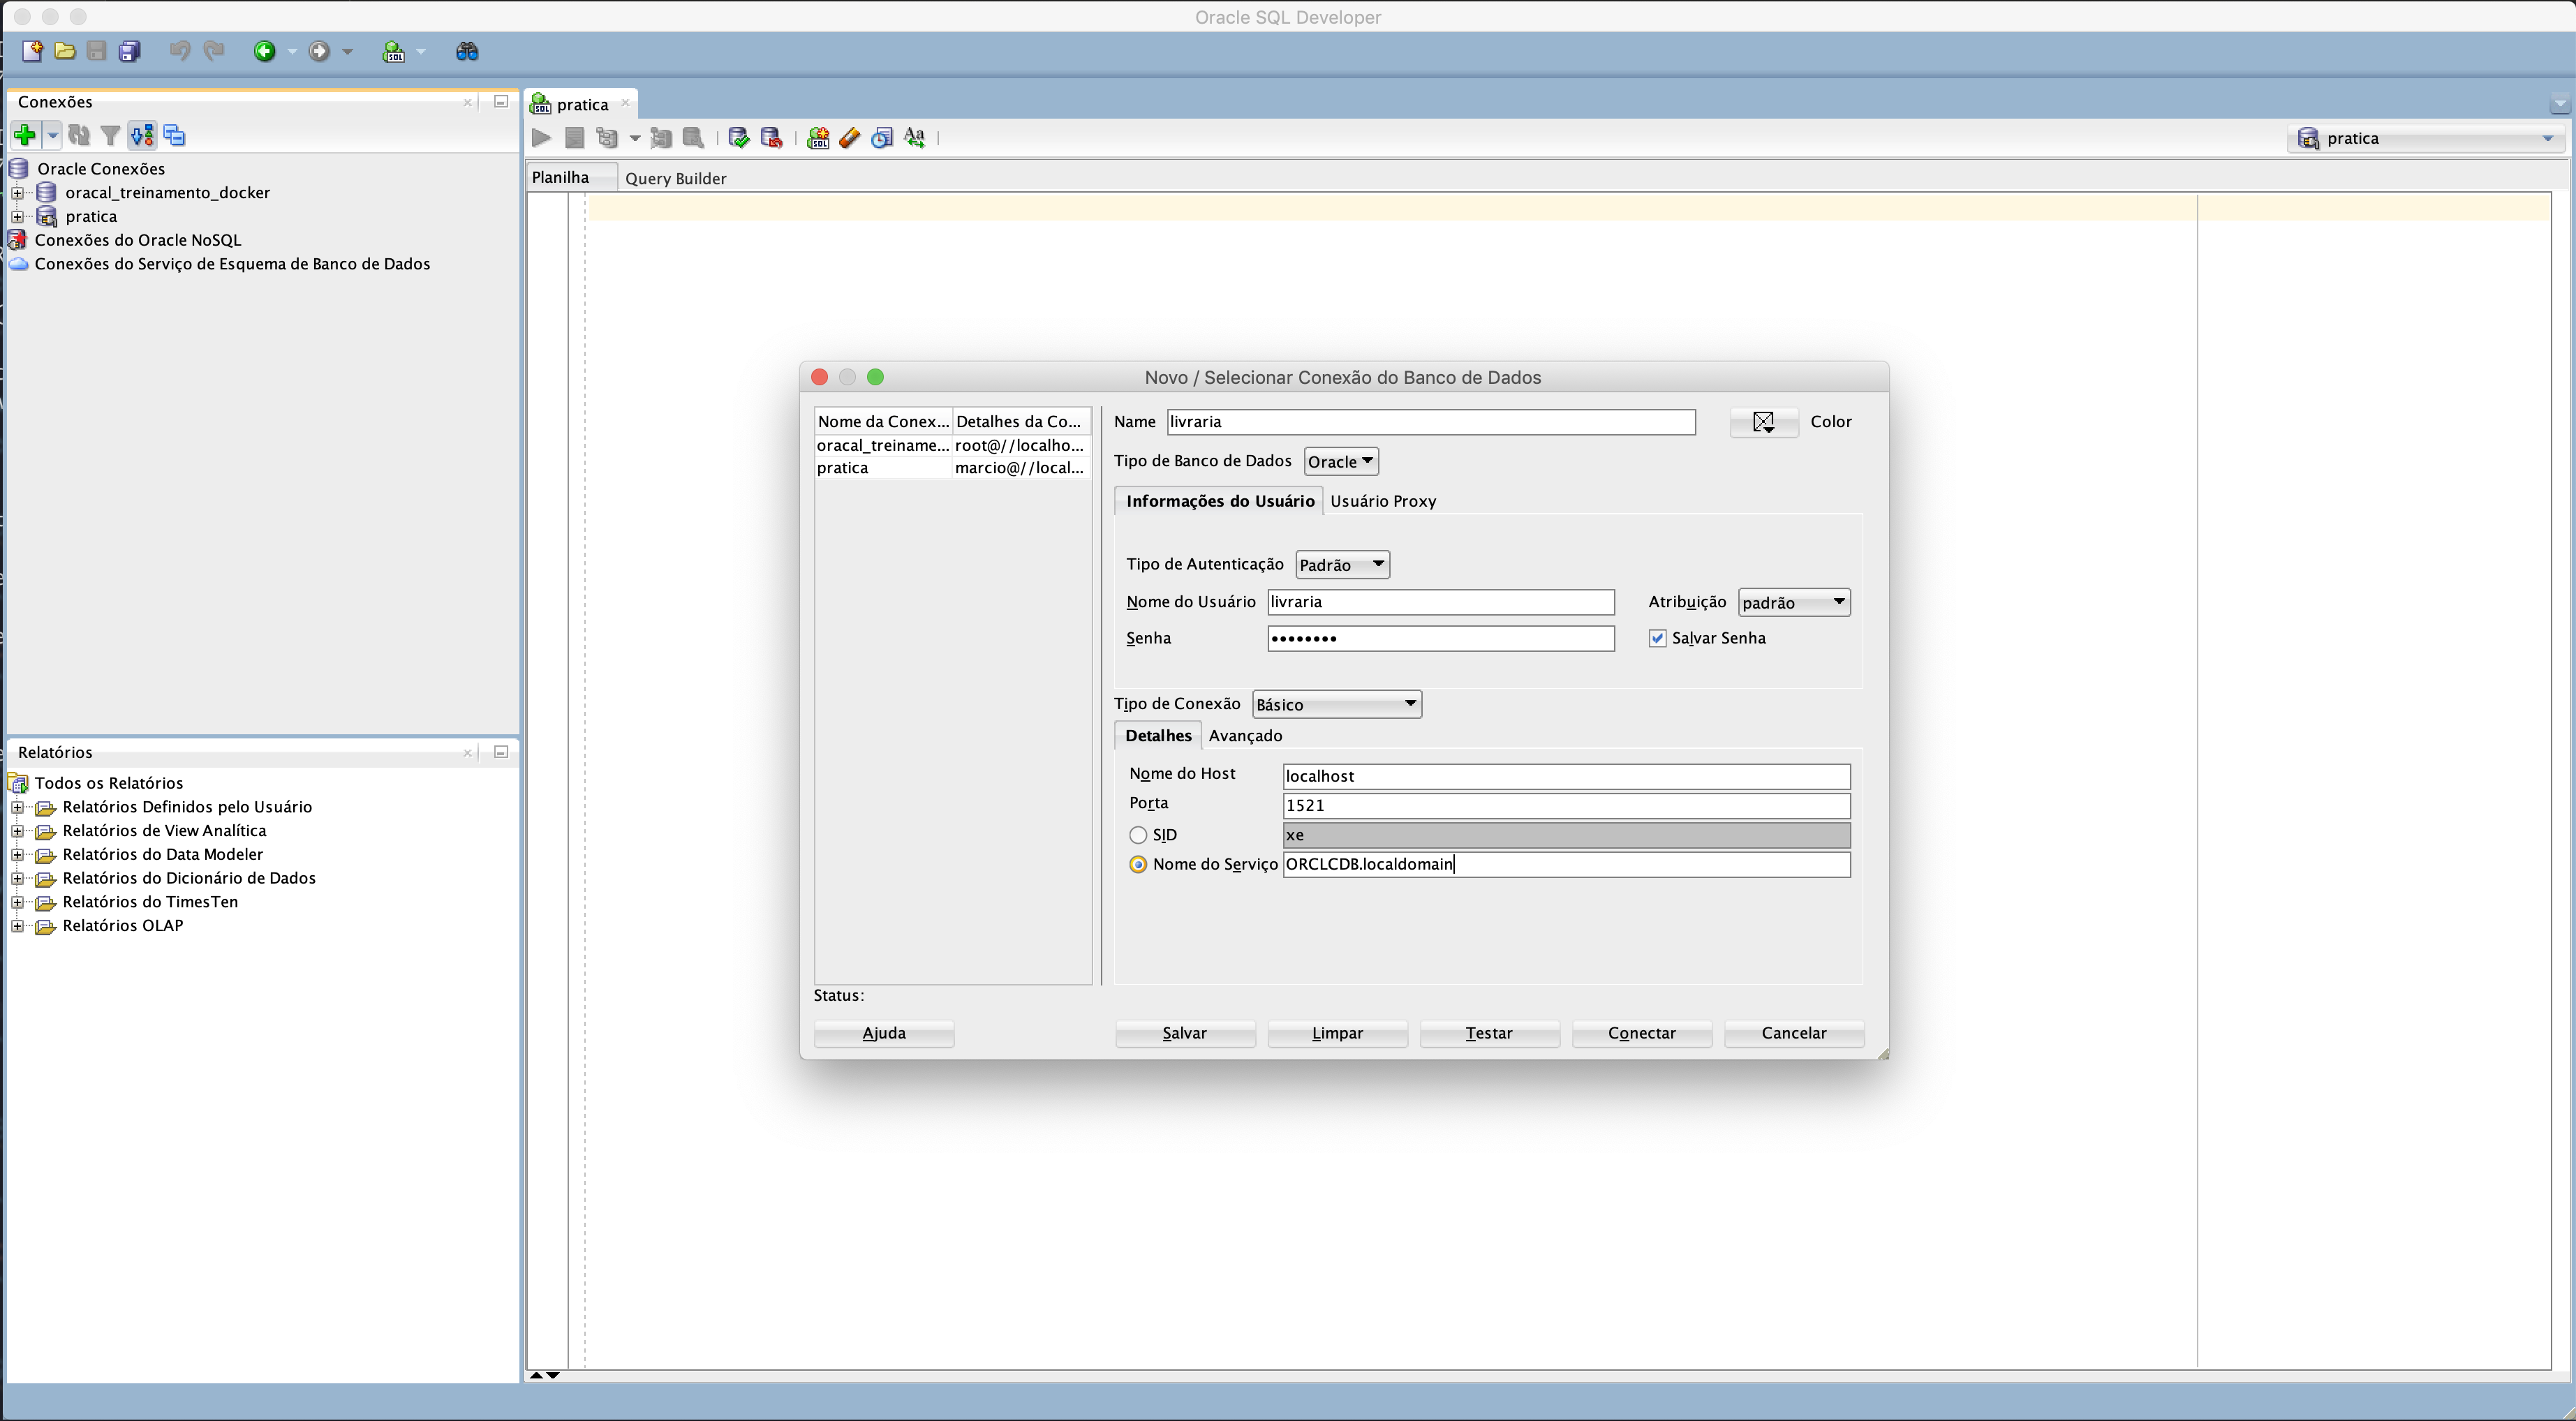 Oracle SQL Developer
Conexões
Oracle Conexões
oracal_treinamento_docker
pratica
Conexões do Oracle NoSQL
Conexões do Serviço de Esquema de Banco de Dados
Relatórios
Todos os Relatórios
Relatórios Definidos pelo Usuário
Relatórios de View Analítica
Relatórios do Data Modeler
Relatórios do Dicionário de Dados
Relatórios do TimesTen
Relatórios OLAP
pratica
pratica
Planilha Query Builder
Novo / Selecionar Conexão do Banco de Dados
Nome da Conex... Detalhes da Co...
oracal_treiname... root@//localho...
pratica marcio@//local...
Name livraria Color
Tipo de Banco de Dados Oracle
Informações do Usuário Usuário Proxy
Tipo de Autenticação Padrão
Nome do Usuário livraria Atribuição padrão
Senha •••••••• Salvar Senha
Tipo de Conexão Básico
Detalhes Avançado
Nome do Host localhost
Porta 1521
SID xe
Nome do Serviço ORCLCDB.localdomain
Status:
Ajuda Salvar Limpar Testar Conectar Cancelar